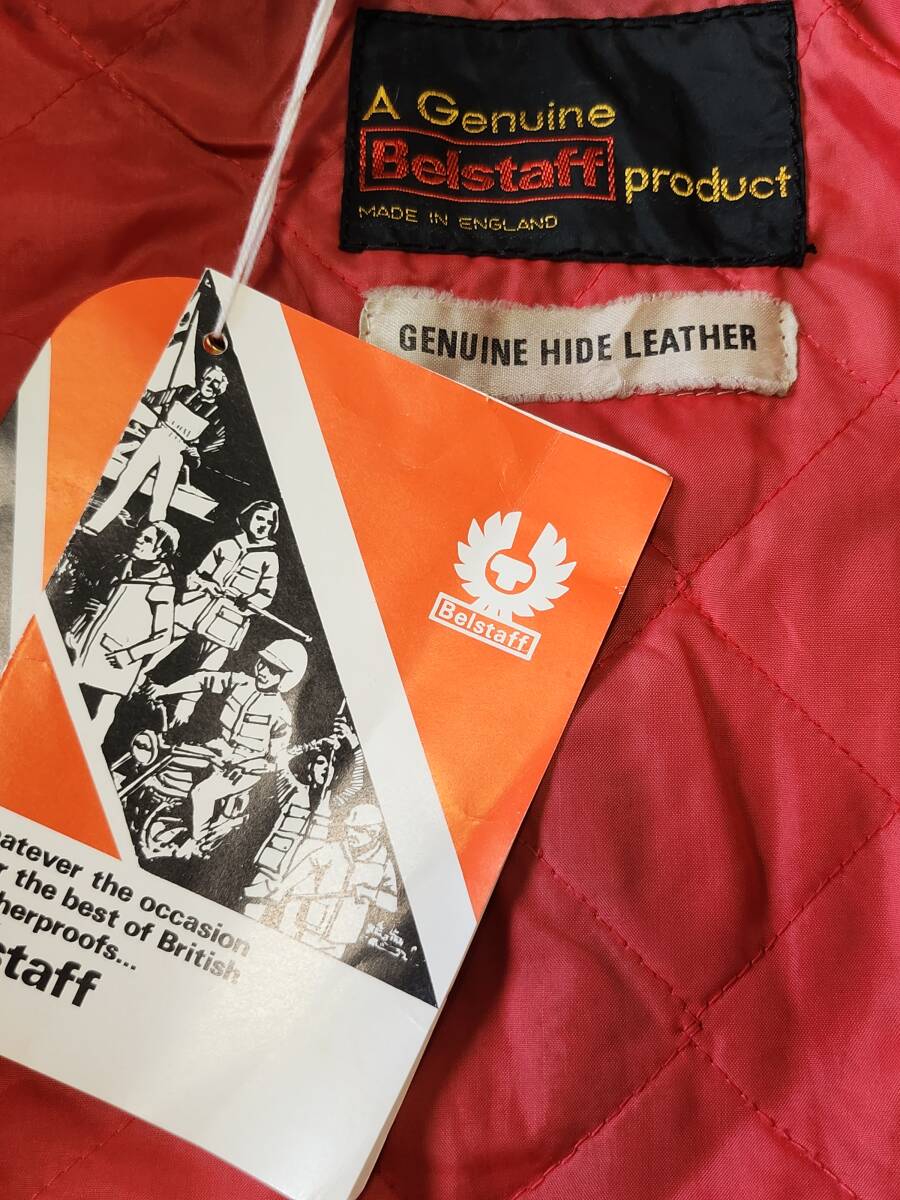 A Genuine
Belstaff product
MADE IN ENGLAND
GENUINE HIDE LEATHER
Belstaff
atever the occasion
r the best of British
herproofs...
staff